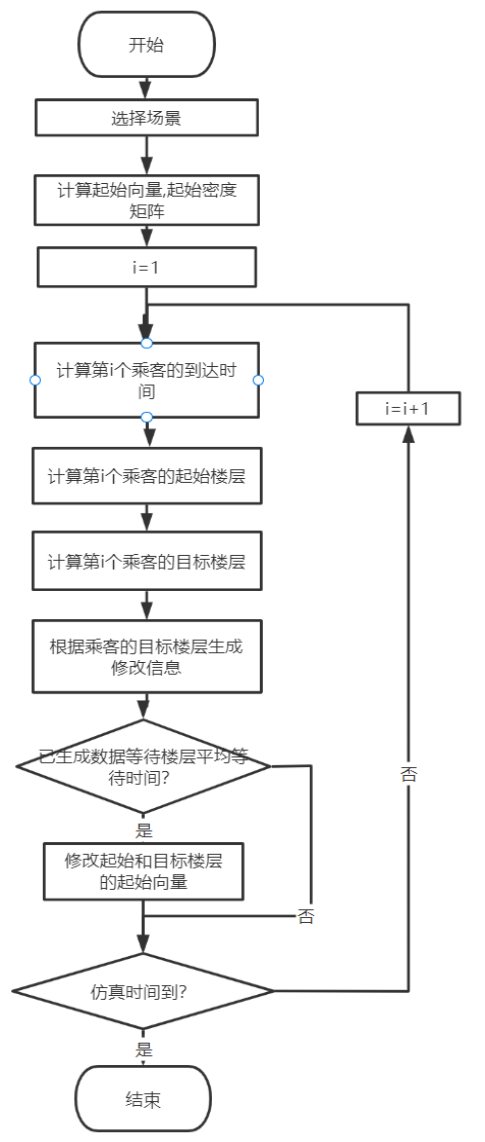 开始
选择场景
计算起始向量,起始密度
矩阵
i=1
计算第i个乘客的到达时
间
i=i+1
计算第i个乘客的起始楼层
计算第i个乘客的目标楼层
根据乘客的目标楼层生成
修改信息
已生成数据等待楼层平均等
待时间?
否
是
修改起始和目标楼层
的起始向量
否
仿真时间到?
是
结束